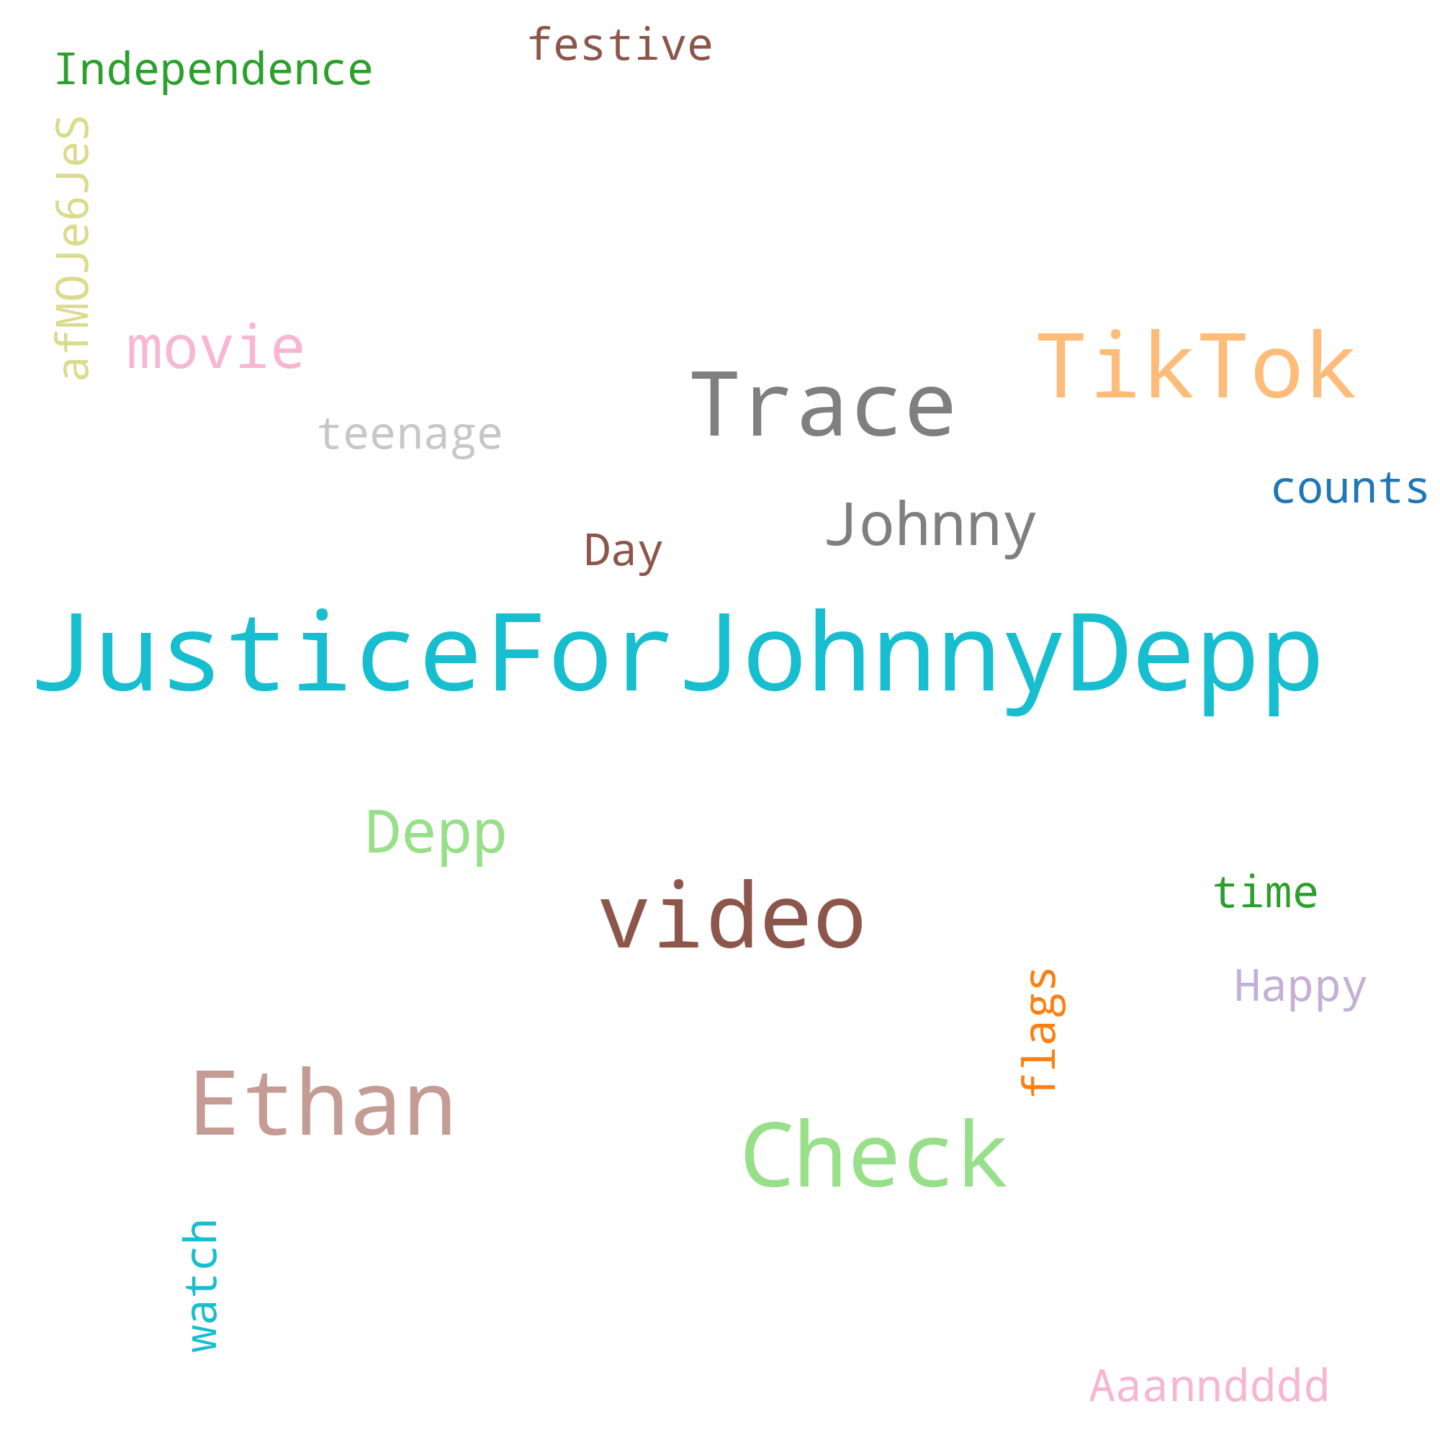 festive
Independence
afMOJe6JeS
movie
TikTok
Trace
teenage
counts
Johnny
Day
JusticeForJohnnyDepp
Depp
video
time
Happy
flags
Ethan
Check
watch
Aaanndddd